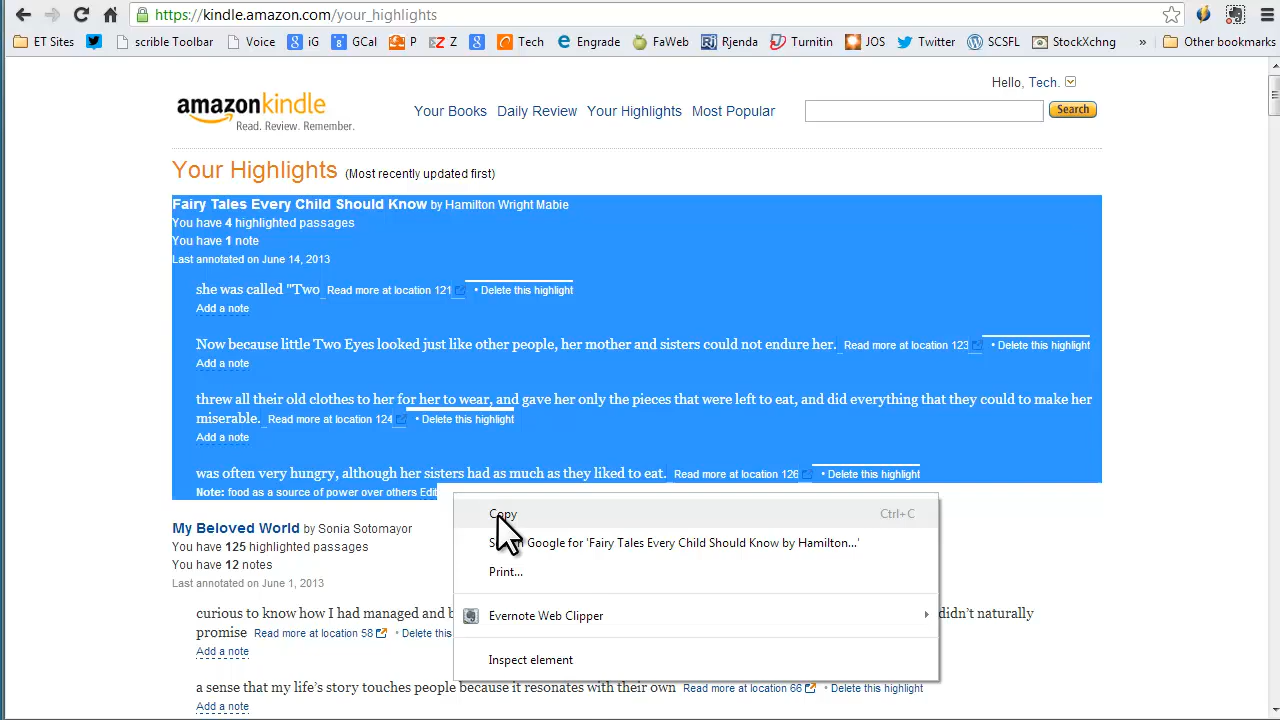 https://kindle.amazon.com/your_highlights
ET Sites scrible Toolbar Voice iG GCal P Z Tech Engrade FaWeb Rjenda Turnitin JOS Twitter SCSFL StockXchng » Other bookmarks
Hello, Tech.
amazonkindle
Read. Review. Remember.
Your Books Daily Review Your Highlights Most Popular Search
Your Highlights (Most recently updated first)
Fairy Tales Every Child Should Know by Hamilton Wright Mabie
You have 4 highlighted passages
You have 1 note
Last annotated on June 14, 2013
she was called "Two Read more at location 121 • Delete this highlight
Add a note
Now because little Two Eyes looked just like other people, her mother and sisters could not endure her. Read more at location 123 • Delete this highlight
Add a note
threw all their old clothes to her for her to wear, and gave her only the pieces that were left to eat, and did everything that they could to make her
miserable. Read more at location 124 • Delete this highlight
Add a note
was often very hungry, although her sisters had as much as they liked to eat. Read more at location 126 • Delete this highlight
Note: food as a source of power over others Edit
Copy Ctrl+C
Google for 'Fairy Tales Every Child Should Know by Hamilton...'
Print...
Evernote Web Clipper
Inspect element
My Beloved World by Sonia Sotomayor
You have 125 highlighted passages
You have 12 notes
Last annotated on June 1, 2013
curious to know how I had managed and didn't naturally
promise Read more at location 58 • Delete this
Add a note
a sense that my life's story touches people because it resonates with their own Read more at location 66 • Delete this highlight
Add a note